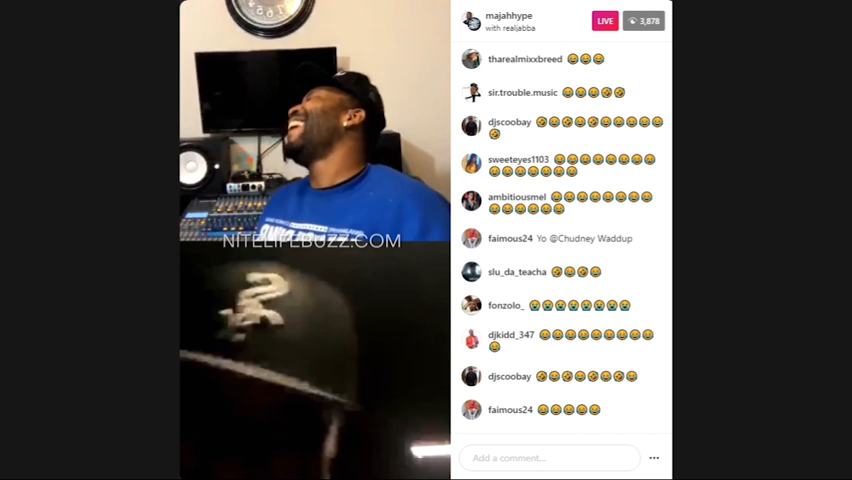 majahhype
with realjabba
LIVE
3,878
tharealmixxbreed 😂😂😂
sir.trouble.music 😂😂😂🤣🤣
djscoobay 🤣😂🤣😂🤣😂😂😂😂😂
🤣
sweeteyes1103 😂😂😂😂😂😂😂😂
😂😂😂😂😂😂😂
ambitiousmel 😂😂😂😂😂😂😂😂
😂😂😂😂😂😂
faimous24 Yo @Chudney Waddup
slu_da_teacha 🤣😂🤣😂
fonzolo_ 😭😭😭😭😭😭😭😭
djkidd_347 😂😂😂😂😂😂😂😂😂
😂
djscoobay 🤣😂🤣😂🤣😂🤣😂
faimous24 😂😂😂😂😂
Add a comment...
NITELIFEBUZZ.COM